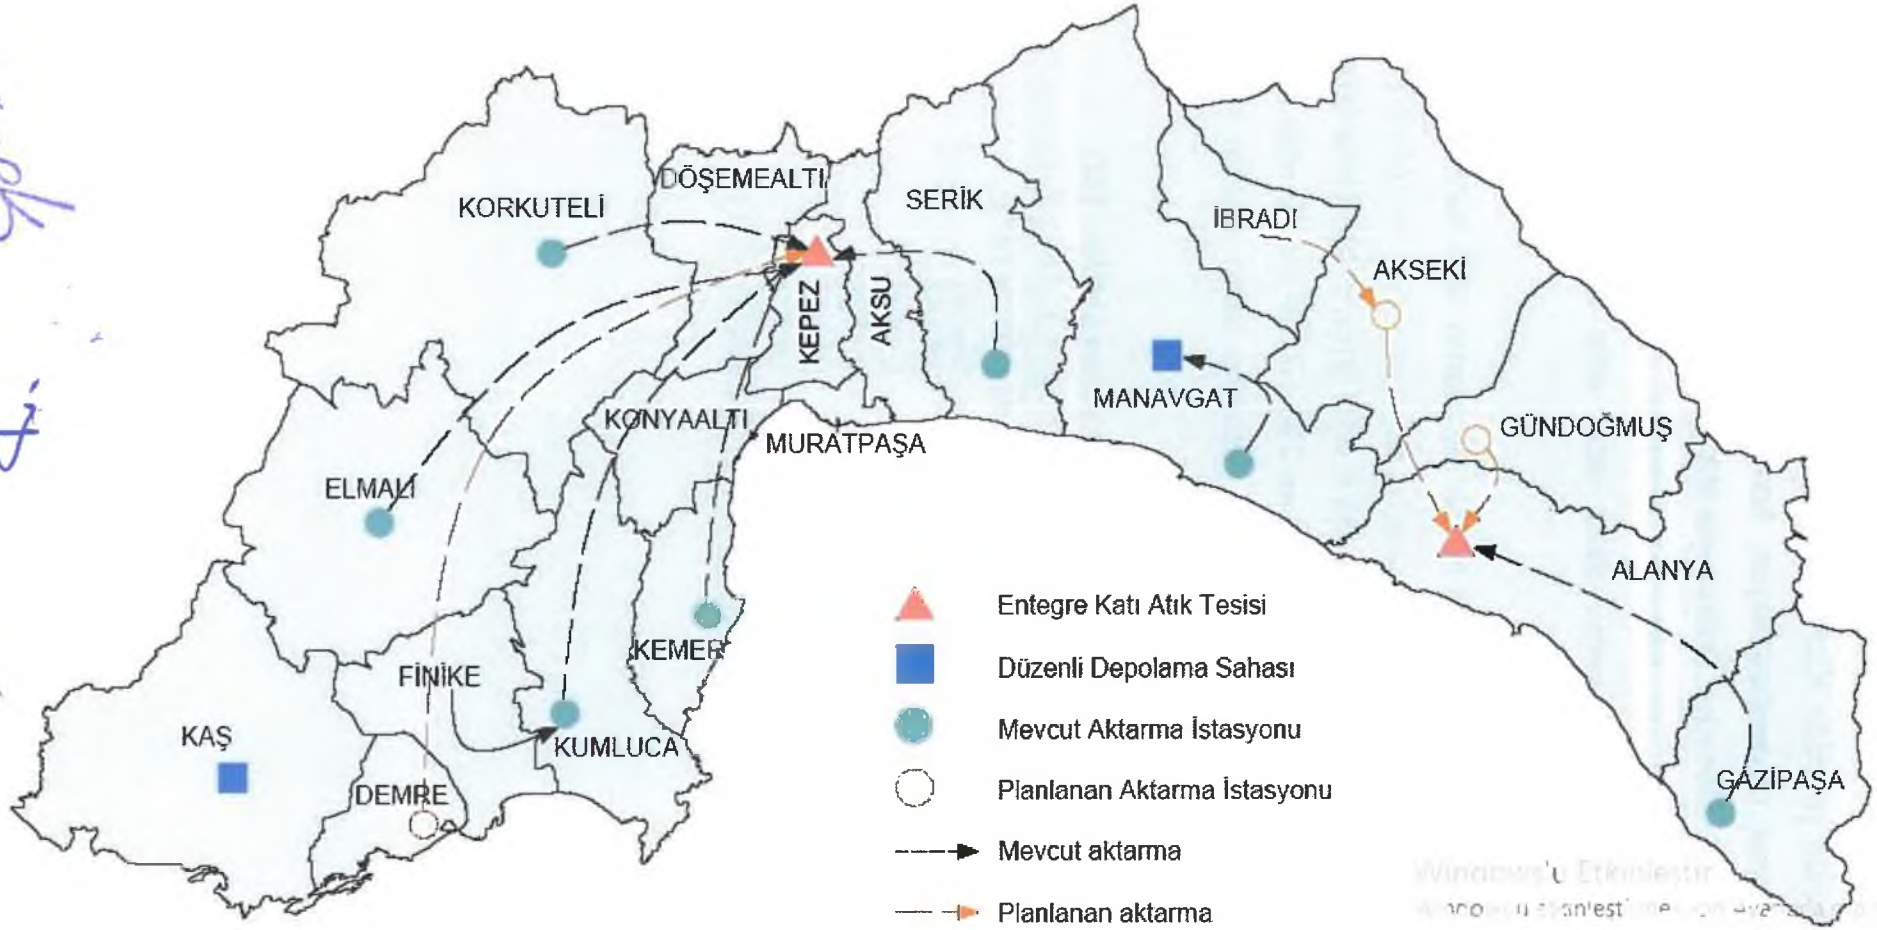 DÖŞEMEALTI
KORKUTELİ
SERİK
İBRADI
AKSEKİ
KEPEZ
AKSU
MANAVGAT
KONYAALTI
MURATPAŞA
GÜNDOĞMUŞ
ELMALI
ALANYA
KEMER
FİNİKE
KAŞ
KUMLUCA
DEMRE
GAZİPAŞA
Entegre Katı Atık Tesisi
Düzenli Depolama Sahası
Mevcut Aktarma İstasyonu
Planlanan Aktarma İstasyonu
Mevcut aktarma
Planlanan aktarma
Windows'u Etkinleştir